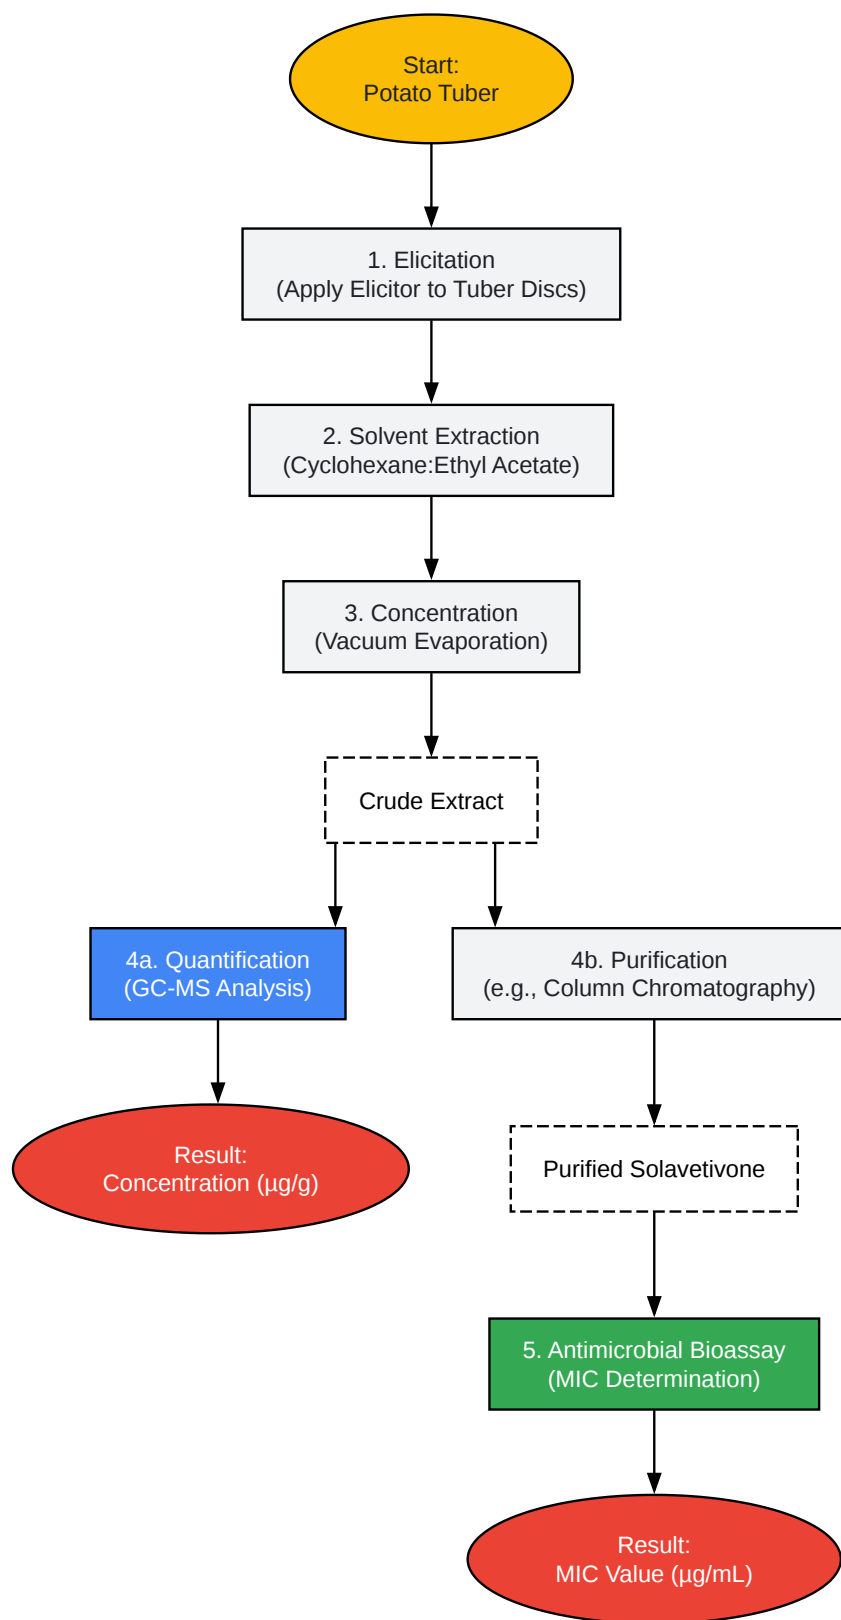 Start:
Potato Tuber
1. Elicitation
(Apply Elicitor to Tuber Discs)
2. Solvent Extraction
(Cyclohexane:Ethyl Acetate)
3. Concentration
(Vacuum Evaporation)
Crude Extract
4a. Quantification
(GC-MS Analysis)
4b. Purification
(e.g., Column Chromatography)
Result:
Concentration (µg/g)
Purified Solavetivone
5. Antimicrobial Bioassay
(MIC Determination)
Result:
MIC Value (µg/mL)